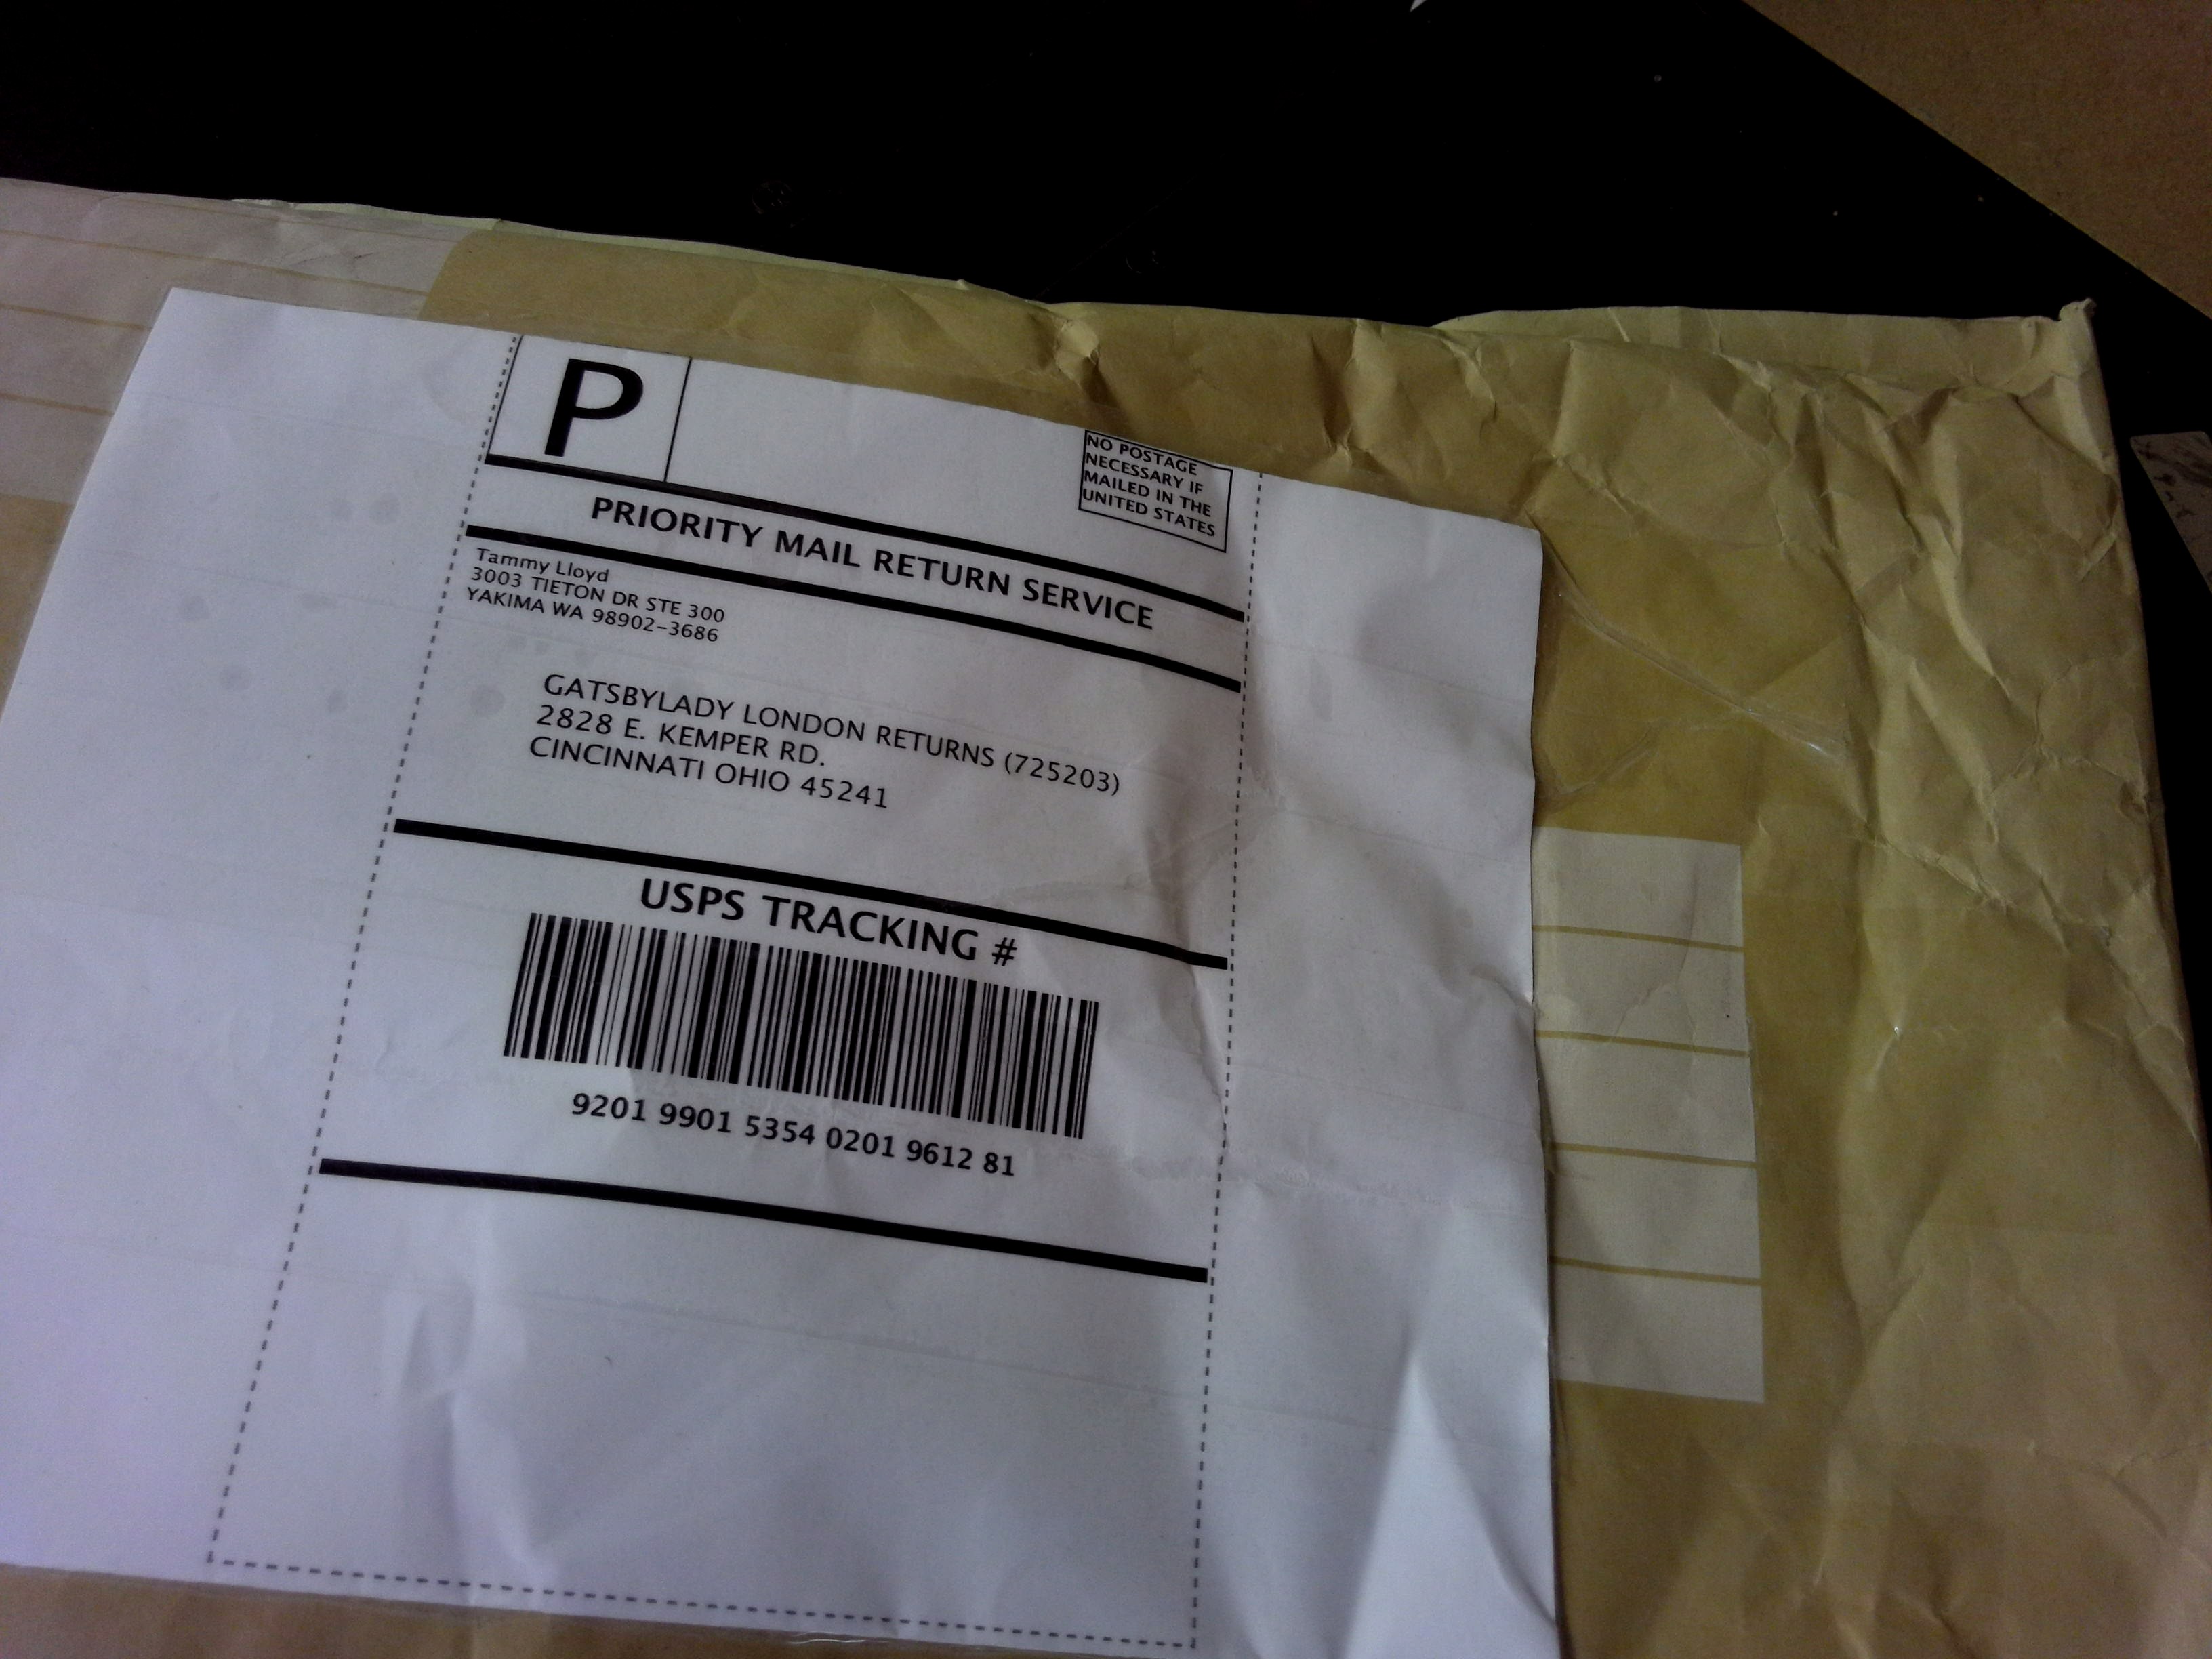 P
NO POSTAGE
NECESSARY IF
MAILED IN THE
UNITED STATES
PRIORITY MAIL RETURN SERVICE
Tammy Lloyd
3003 TIETON DR STE 300
YAKIMA WA 98902-3686
GATSBYLADY LONDON RETURNS (725203)
2828 E. KEMPER RD.
CINCINNATI OHIO 45241
USPS TRACKING #
9201 9901 5354 0201 9612 81